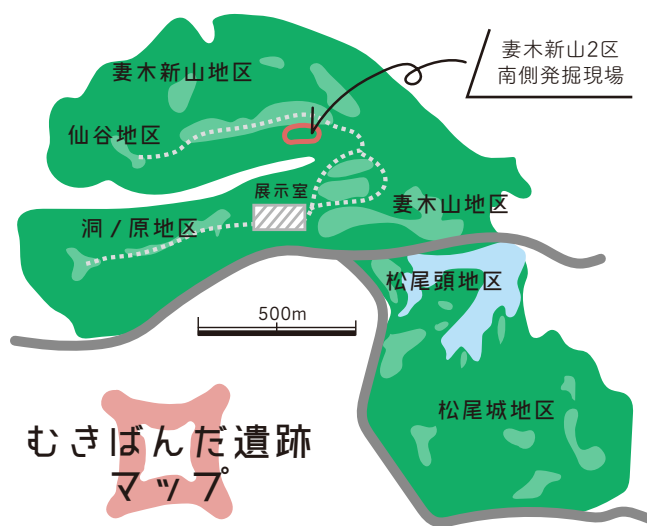 妻木新山地区
妻木新山2区
南側発掘現場
仙谷地区
展示室
妻木山地区
洞ノ原地区
松尾頭地区
500m
松尾城地区
むきばんだ遺跡
マップ